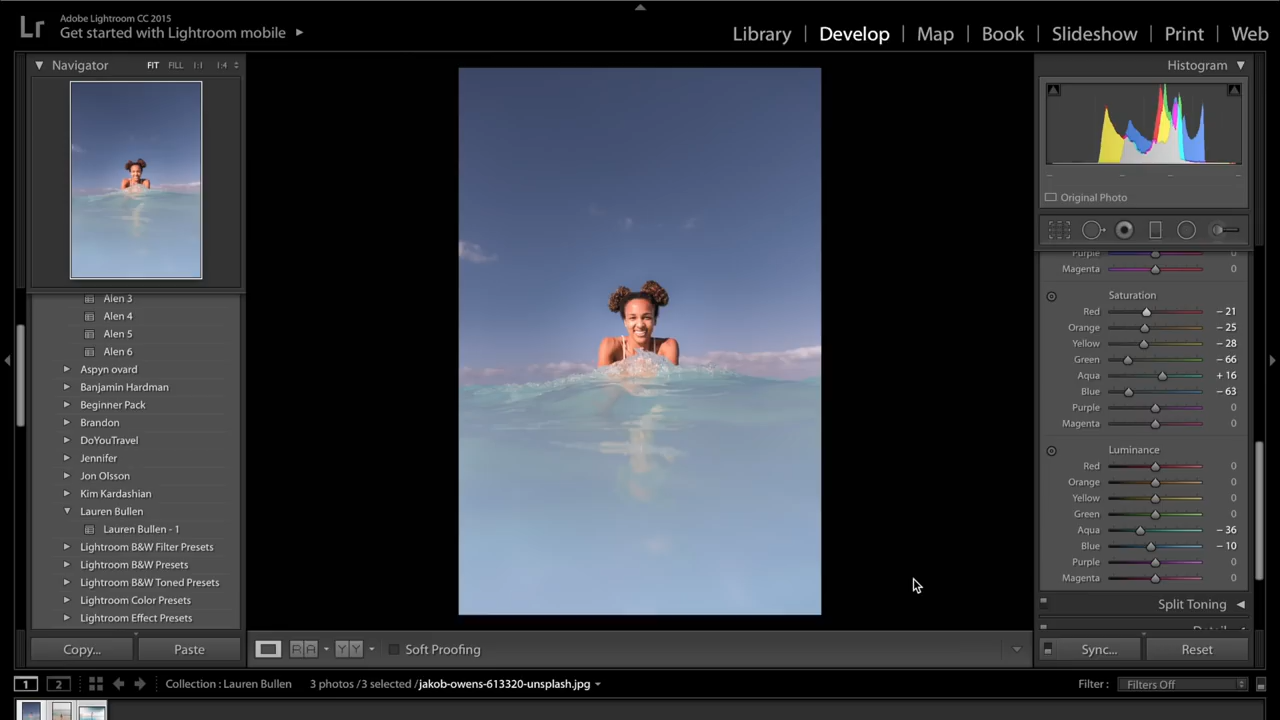 Lr
Adobe Lightroom CC 2015
Get started with Lightroom mobile
Library | Develop | Map | Book | Slideshow | Print | Web
Navigator FIT FILL 1:1 1:4
Alen 3
Alen 4
Alen 5
Alen 6
Aspyn ovard
Banjamin Hardman
Beginner Pack
Brandon
DoYouTravel
Jennifer
Jon Olsson
Kim Kardashian
Lauren Bullen
Lauren Bullen - 1
Lightroom B&W Filter Presets
Lightroom B&W Presets
Lightroom B&W Toned Presets
Lightroom Color Presets
Lightroom Effect Presets
Copy... Paste
Soft Proofing
Histogram
Original Photo
Purple 0
Magenta 0
Saturation
Red – 21
Orange – 25
Yellow – 28
Green – 66
Aqua + 16
Blue – 63
Purple 0
Magenta 0
Luminance
Red 0
Orange 0
Yellow 0
Green 0
Aqua – 36
Blue – 10
Purple 0
Magenta 0
Split Toning
Sync... Reset
1 2 Collection : Lauren Bullen 3 photos /3 selected /jakob-owens-613320-unsplash.jpg Filter : Filters Off